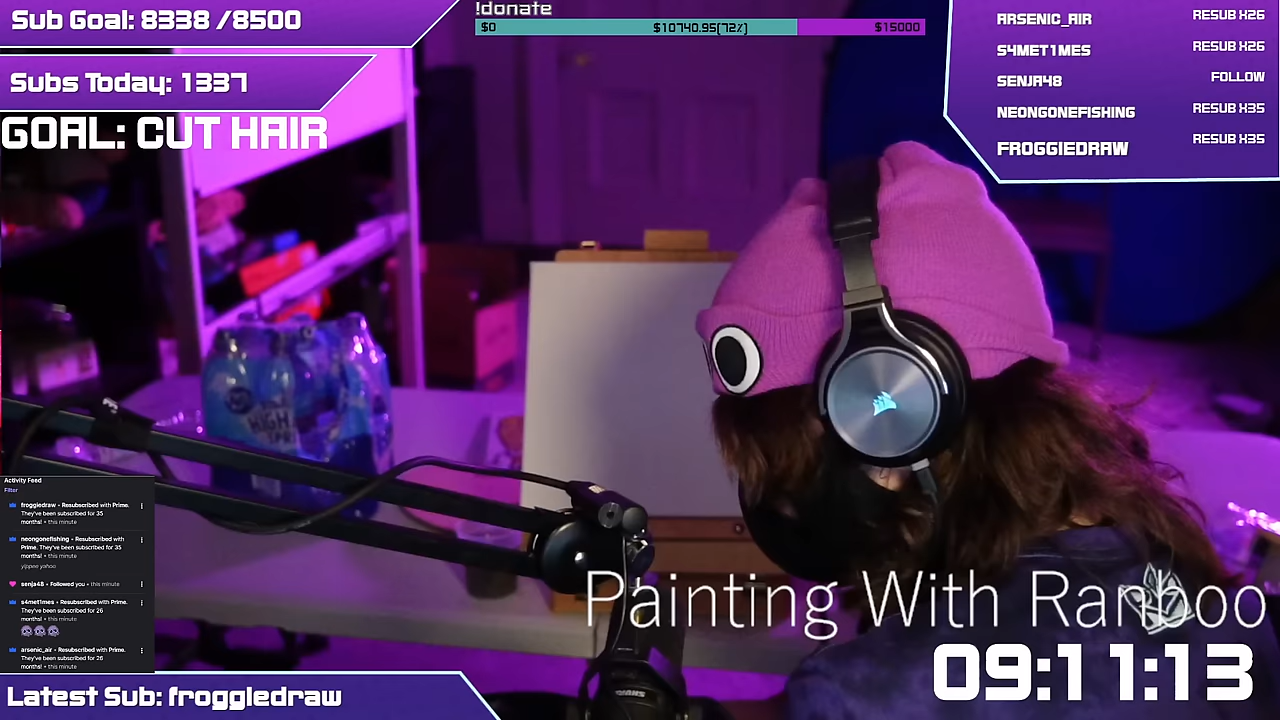 Sub Goal: 8338 /8500
Subs Today: 1337
GOAL: CUT HAIR
!donate
$0 $10740.95(72%) $15000
ARSENIC_AIR RESUB X26
S4MET1MES RESUB X26
SENJA48 FOLLOW
NEONGONEFISHING RESUB X35
FROGGIEDRAW RESUB X35
HIGH
Activity Feed
Filter
froggiedraw • Resubscribed with Prime.
They've been subscribed for 35
months! • this minute
neongonefishing • Resubscribed with
Prime. They've been subscribed for 35
months! • this minute
yippee yahoo
senja48 • Followed you • this minute
s4met1mes • Resubscribed with Prime.
They've been subscribed for 26
months! • this minute
arsenic_air • Resubscribed with Prime.
They've been subscribed for 26
months! • this minute
Painting With Ranboo
09:11:13
Latest Sub: froggiedraw